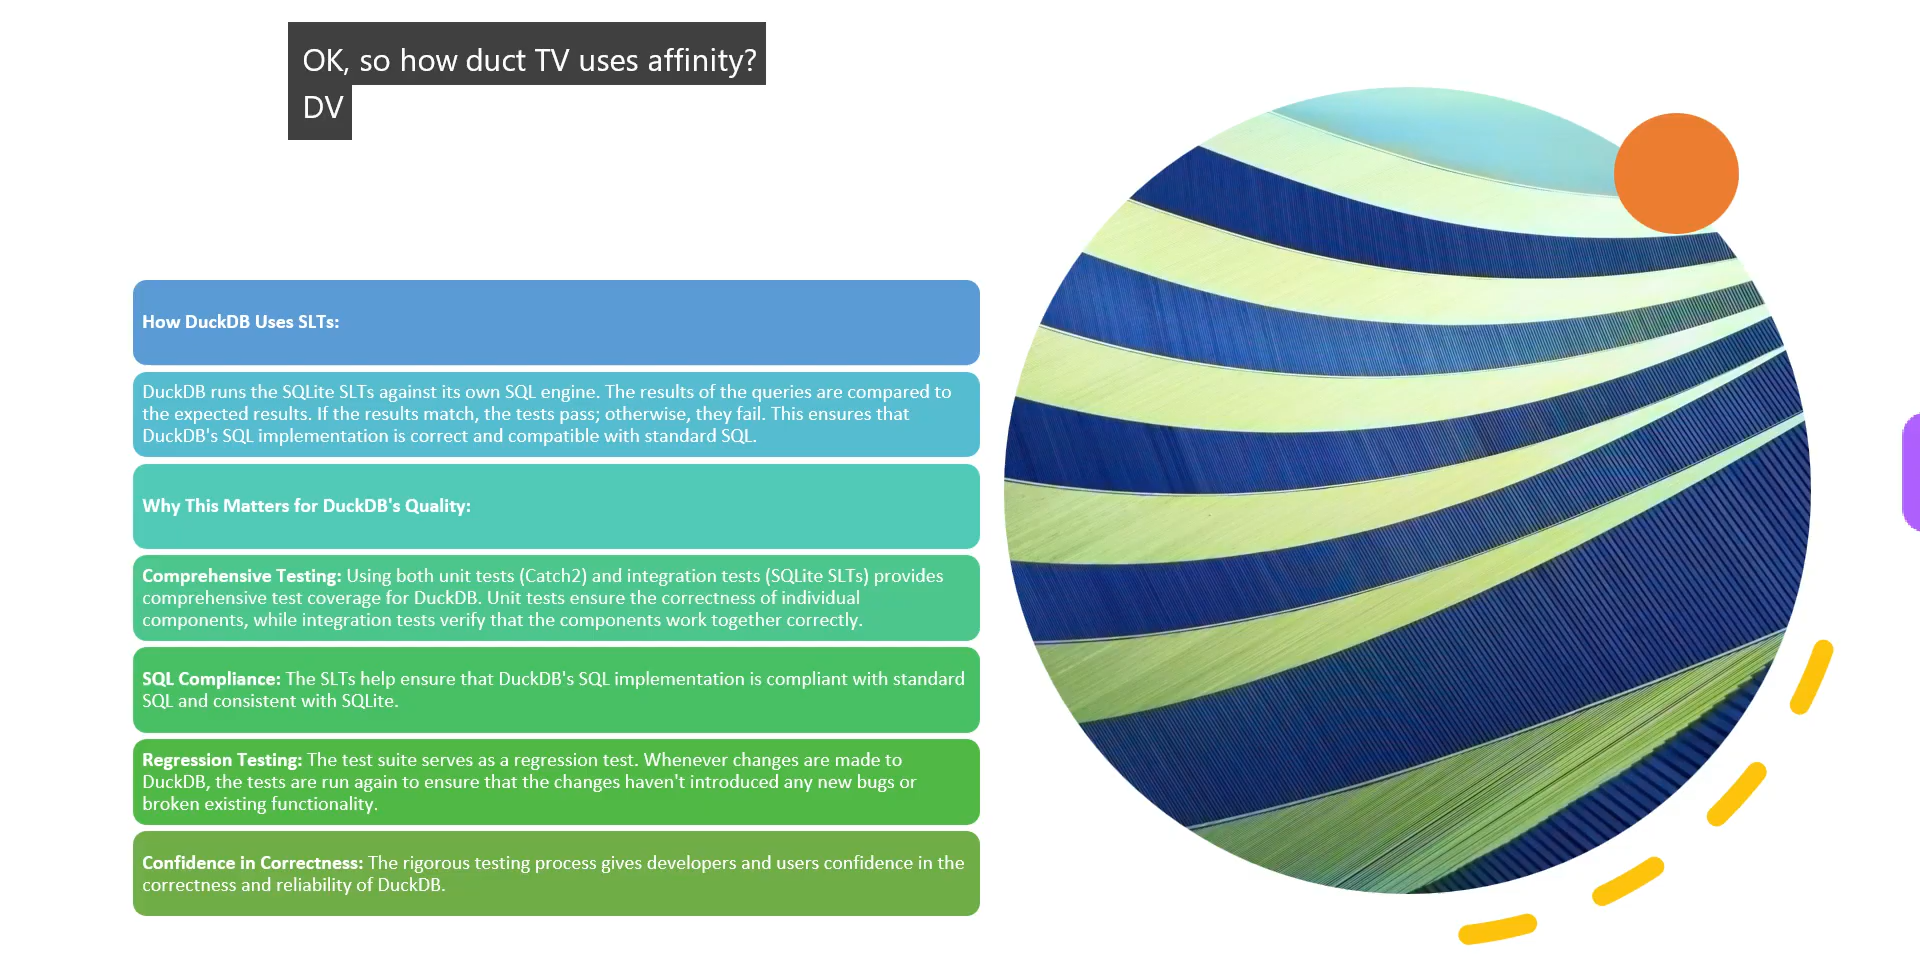 OK, so how duct TV uses affinity?
DV
How DuckDB Uses SLTs:
DuckDB runs the SQLite SLTs against its own SQL engine. The results of the queries are compared to
the expected results. If the results match, the tests pass; otherwise, they fail. This ensures that
DuckDB's SQL implementation is correct and compatible with standard SQL.
Why This Matters for DuckDB's Quality:
Comprehensive Testing: Using both unit tests (Catch2) and integration tests (SQLite SLTs) provides
comprehensive test coverage for DuckDB. Unit tests ensure the correctness of individual
components, while integration tests verify that the components work together correctly.
SQL Compliance: The SLTs help ensure that DuckDB's SQL implementation is compliant with standard
SQL and consistent with SQLite.
Regression Testing: The test suite serves as a regression test. Whenever changes are made to
DuckDB, the tests are run again to ensure that the changes haven't introduced any new bugs or
broken existing functionality.
Confidence in Correctness: The rigorous testing process gives developers and users confidence in the
correctness and reliability of DuckDB.